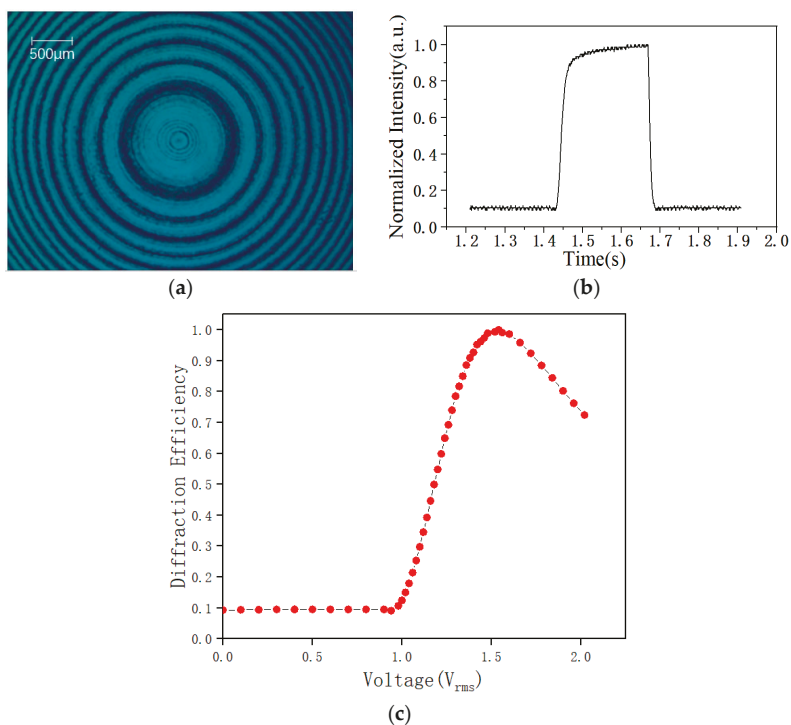 500μm
(a)
Normalized Intensity(a.u.)
1.0
0.8
0.6
0.4
0.2
0.0
1.2 1.3 1.4 1.5 1.6 1.7 1.8 1.9 2.0
Time(s)
(b)
Diffraction Efficiency
1.0
0.9
0.8
0.7
0.6
0.5
0.4
0.3
0.2
0.1
0.0
0.0 0.5 1.0 1.5 2.0
Voltage(Vrms)
(c)